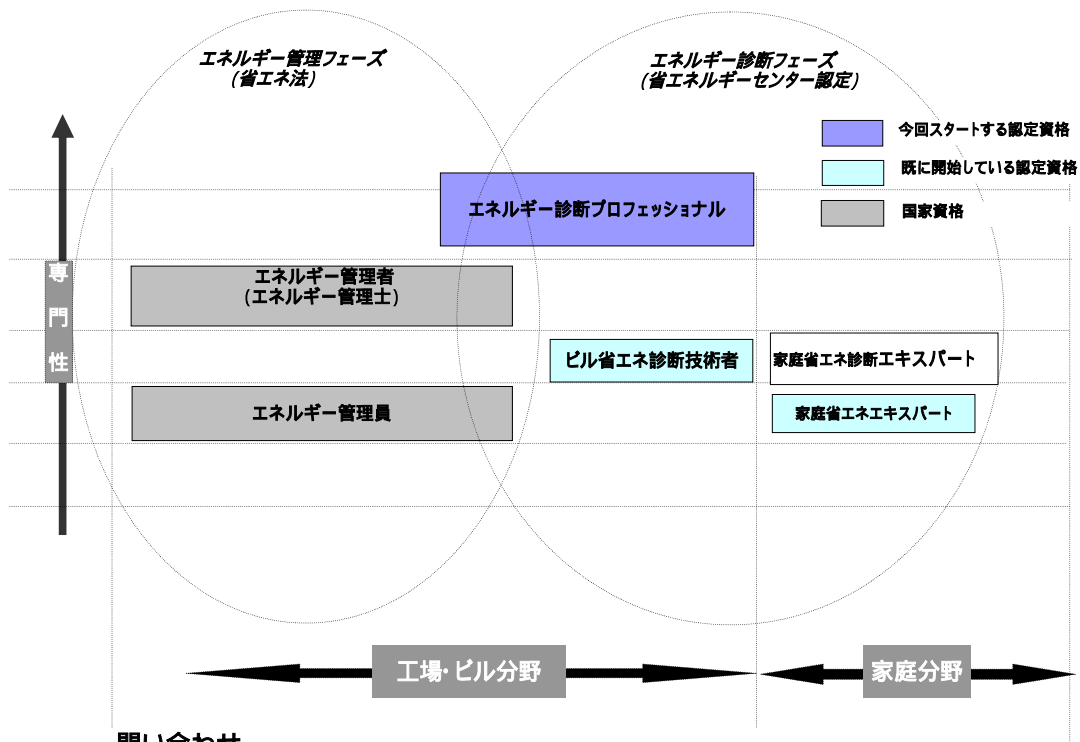 エネルギー管理フェーズ
(省エネ法)
エネルギー診断フェーズ
(省エネルギーセンター認定)
今回スタートする認定資格
既に開始している認定資格
国家資格
エネルギー診断プロフェッショナル
専門性
エネルギー管理者
(エネルギー管理士)
ビル省エネ診断技術者
家庭省エネ診断エキスパート
エネルギー管理員
家庭省エネエキスパート
工場・ビル分野
家庭分野
問い合わせ